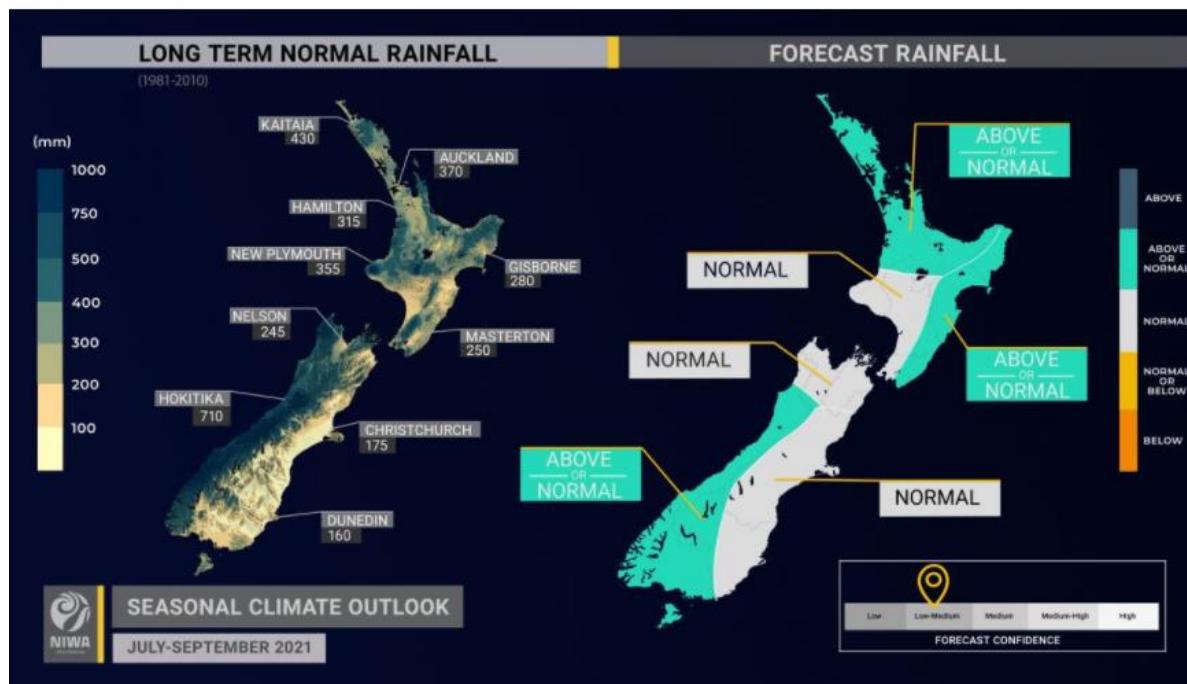 LONG TERM NORMAL RAINFALL
(1981-2010)
(mm)
1000
750
500
400
300
200
100
KAITAIA
430
AUCKLAND
370
HAMILTON
315
NEW PLYMOUTH
355
GISBORNE
280
NELSON
245
MASTERTON
250
HOKITIKA
710
CHRISTCHURCH
175
DUNEDIN
160
NIWA
SEASONAL CLIMATE OUTLOOK
JULY-SEPTEMBER 2021
FORECAST RAINFALL
ABOVE
OR
NORMAL
NORMAL
NORMAL
ABOVE
OR
NORMAL
ABOVE
OR
NORMAL
NORMAL
ABOVE
ABOVE
OR
NORMAL
NORMAL
NORMAL
OR
BELOW
BELOW
Low
Low-Medium
Medium
Medium-High
High
FORECAST CONFIDENCE